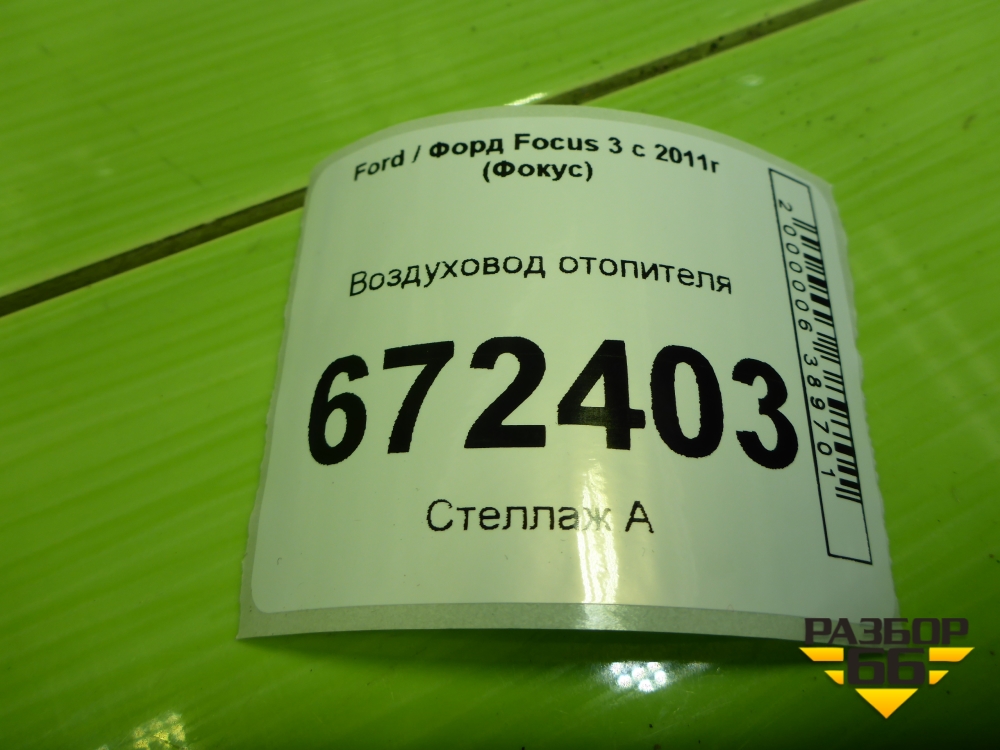 Ford / Форд Focus 3 с 2011г
(Фокус)
Воздуховод отопителя
672403
Стеллаж А
2000006389701
РАЗБОР
66